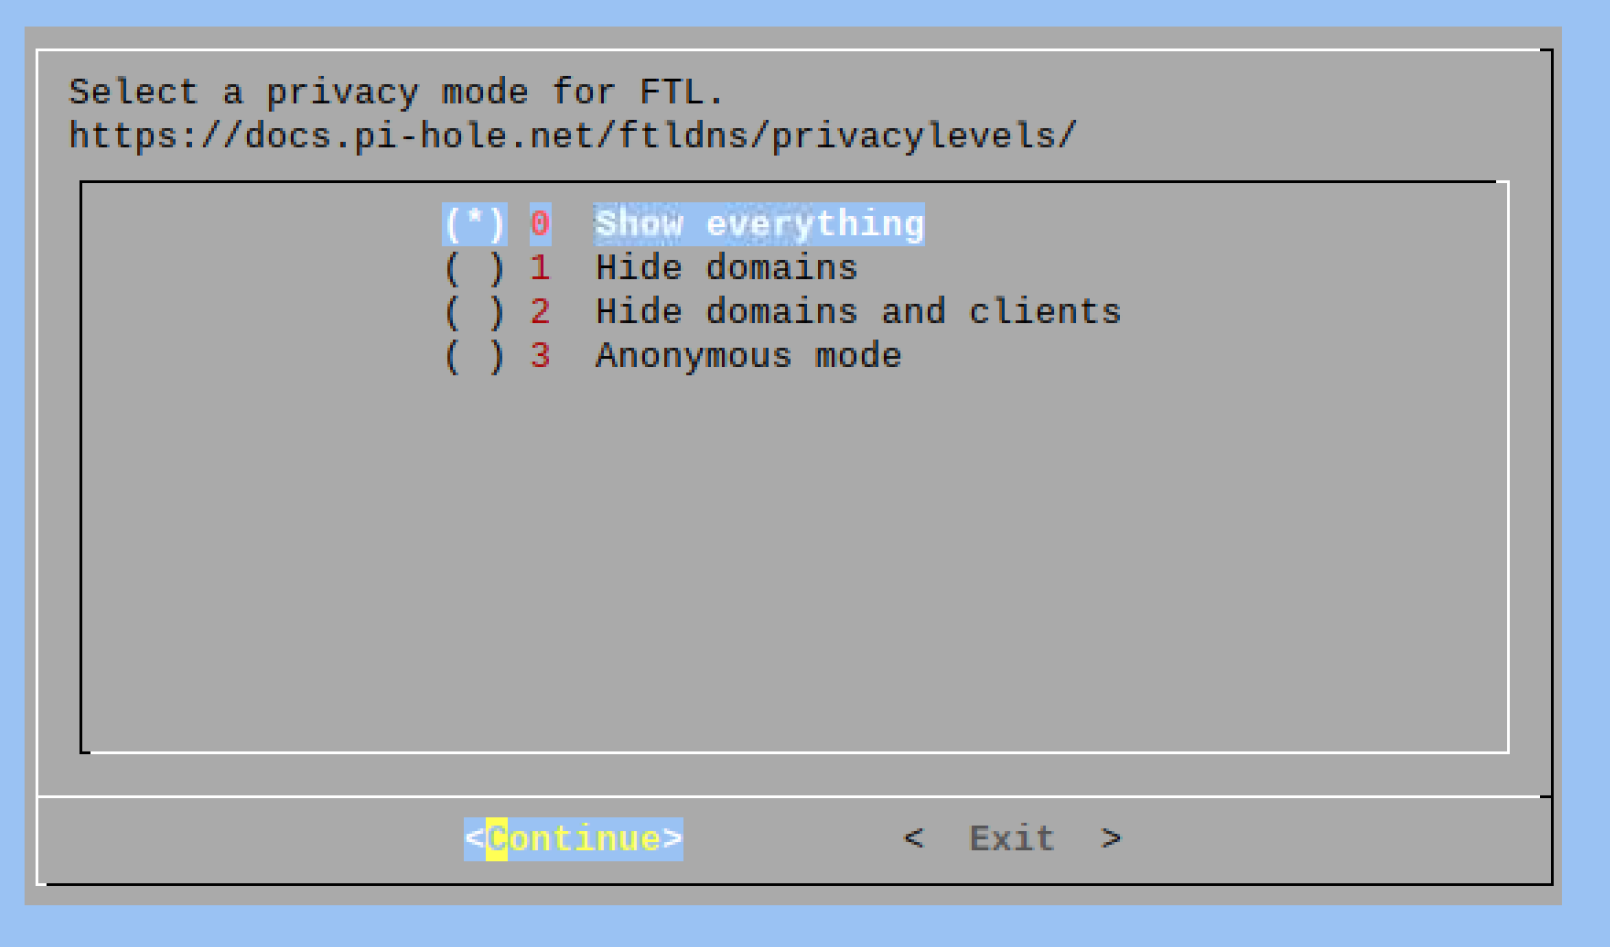 Select a privacy mode for FTL.
https://docs.pi-hole.net/ftldns/privacylevels/
(*) 0  Show everything
( ) 1  Hide domains
( ) 2  Hide domains and clients
( ) 3  Anonymous mode
<Continue>          <  Exit  >